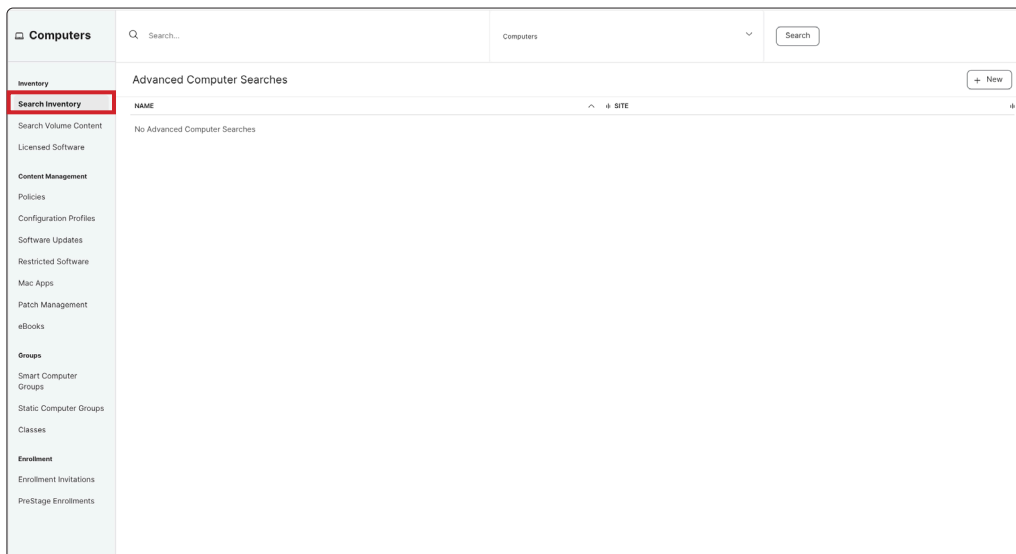 Computers
Search...
Computers
Search
Inventory
Advanced Computer Searches
+ New
Search Inventory
NAME
SITE
Search Volume Content
No Advanced Computer Searches
Licensed Software
Content Management
Policies
Configuration Profiles
Software Updates
Restricted Software
Mac Apps
Patch Management
eBooks
Groups
Smart Computer
Groups
Static Computer Groups
Classes
Enrollment
Enrollment Invitations
PreStage Enrollments